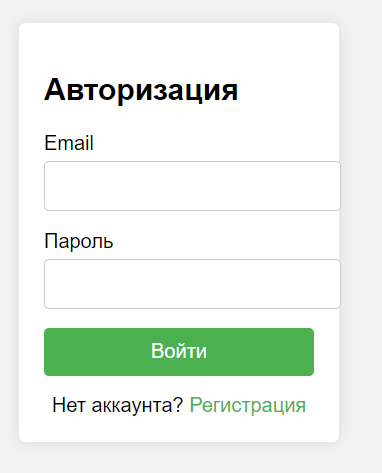 Авторизация
Email
Пароль
Войти
Нет аккаунта? Регистрация